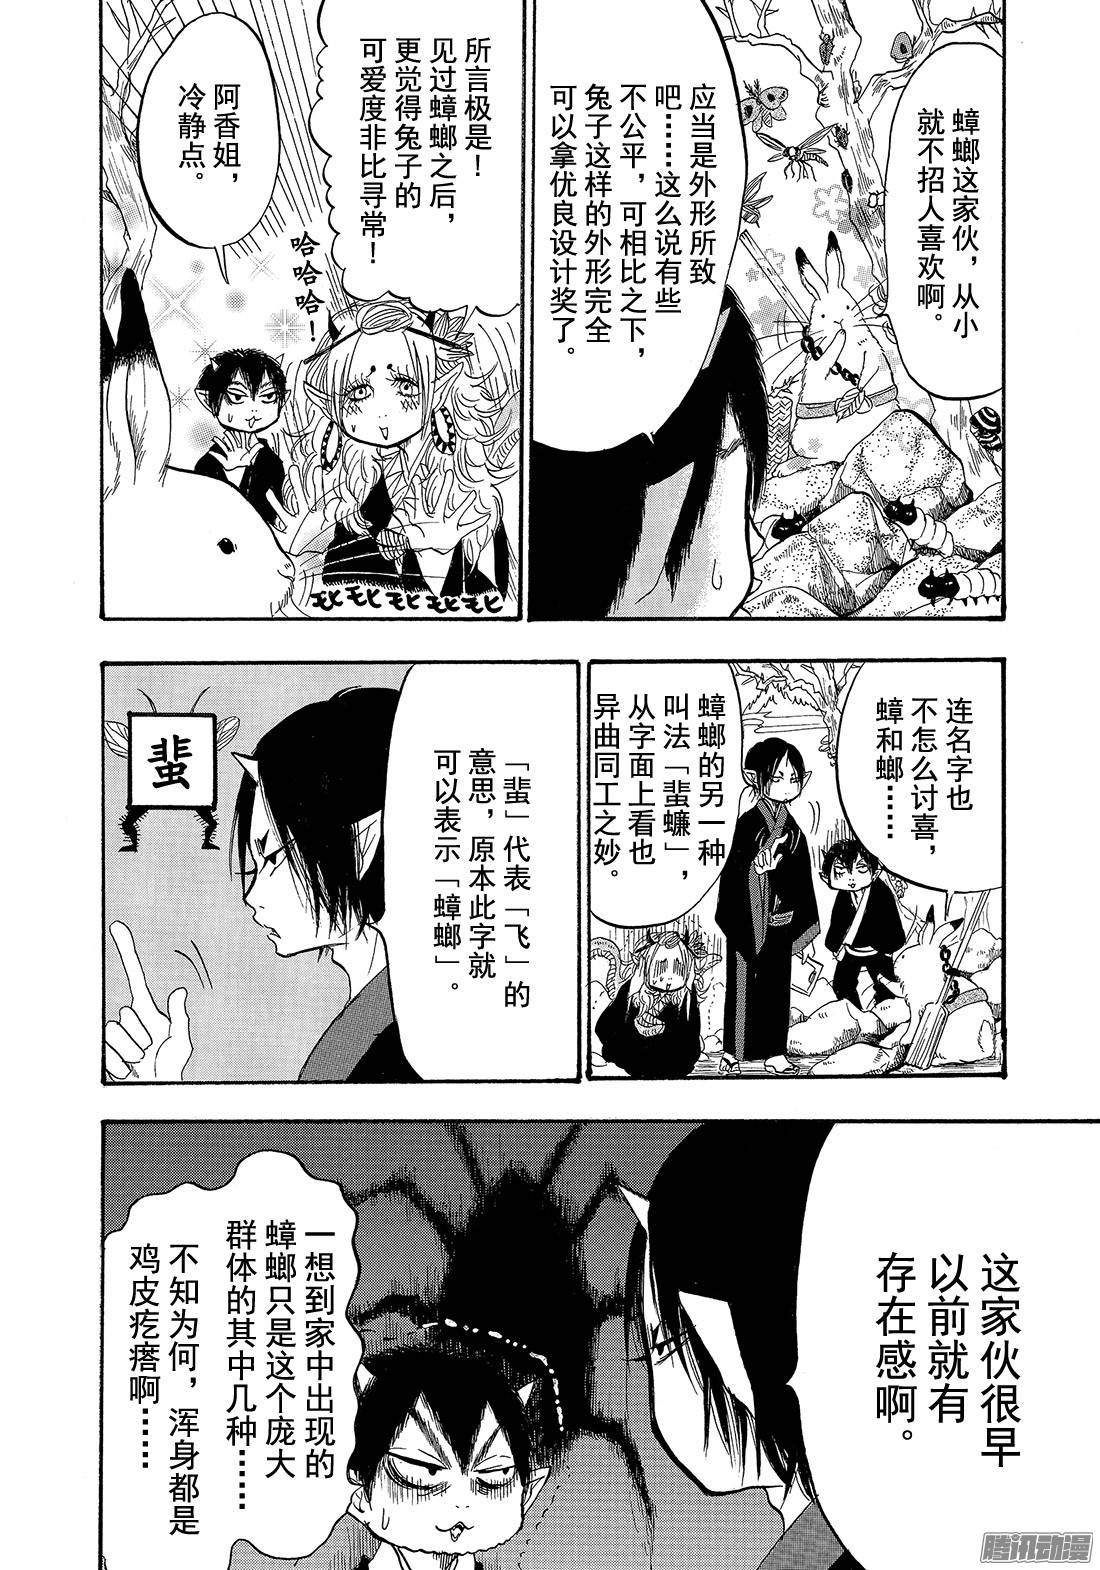 蟑螂这家伙，从小
就不招人喜欢啊。
应当是外形所致
吧……这么说有些
不公平，可相比之下，
兔子这样的外形完全
可以拿优良设计奖了。
所言极是！
见过蟑螂之后，
更觉得兔子的
可爱度非比寻常！
哈哈哈！
阿香姐，
冷静点。
モヒモヒモヒモヒモヒ
连名字也
不怎么讨喜，
蟑和螂……
蟑螂的另一种
叫法「蜚蠊」，
从字面上看也
异曲同工之妙。
「蜚」代表「飞」的
意思，原本此字就
可以表示「蟑螂」。
蜚
这家伙很早
以前就有
存在感啊。
一想到家中出现的
蟑螂只是这个庞大
群体的其中几种……
不知为何，浑身都是
鸡皮疙瘩啊……
腾讯动漫